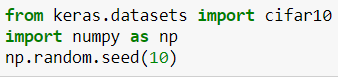 from keras.datasets import cifar10
import numpy as np
np.random.seed(10)